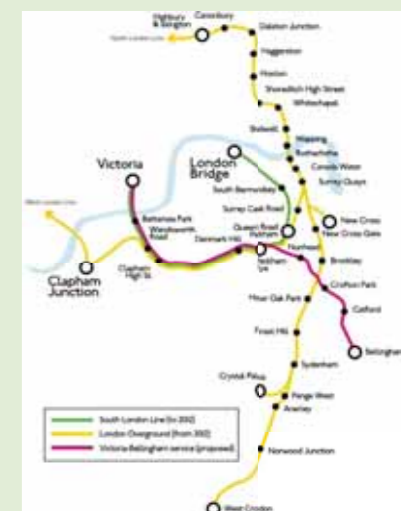 Highbury & Islington
Canonbury
Dalston Junction
Haggerston
Hoxton
Shoreditch High Street
Whitechapel
Shadwell
Wapping
Rotherhithe
Canada Water
Surrey Quays
Victoria
London Bridge
South Bermondsey
Battersea Park
Wandsworth Road
Surrey Canal Road
Queen Road Peckham
New Cross
New Cross Gate
Denmark Hill
Peckham Rye
Nunhead
Brockley
Clapham High St
Clapham Junction
Crofton Park
Honor Oak Park
Catford
Forest Hill
Bellingham
Sydenham
Crystal Palace
Penge West
Anerley
South London Line (to 2012)
London Overground (from 2012)
Victoria-Bellingham service (proposed)
Norwood Junction
West Croydon